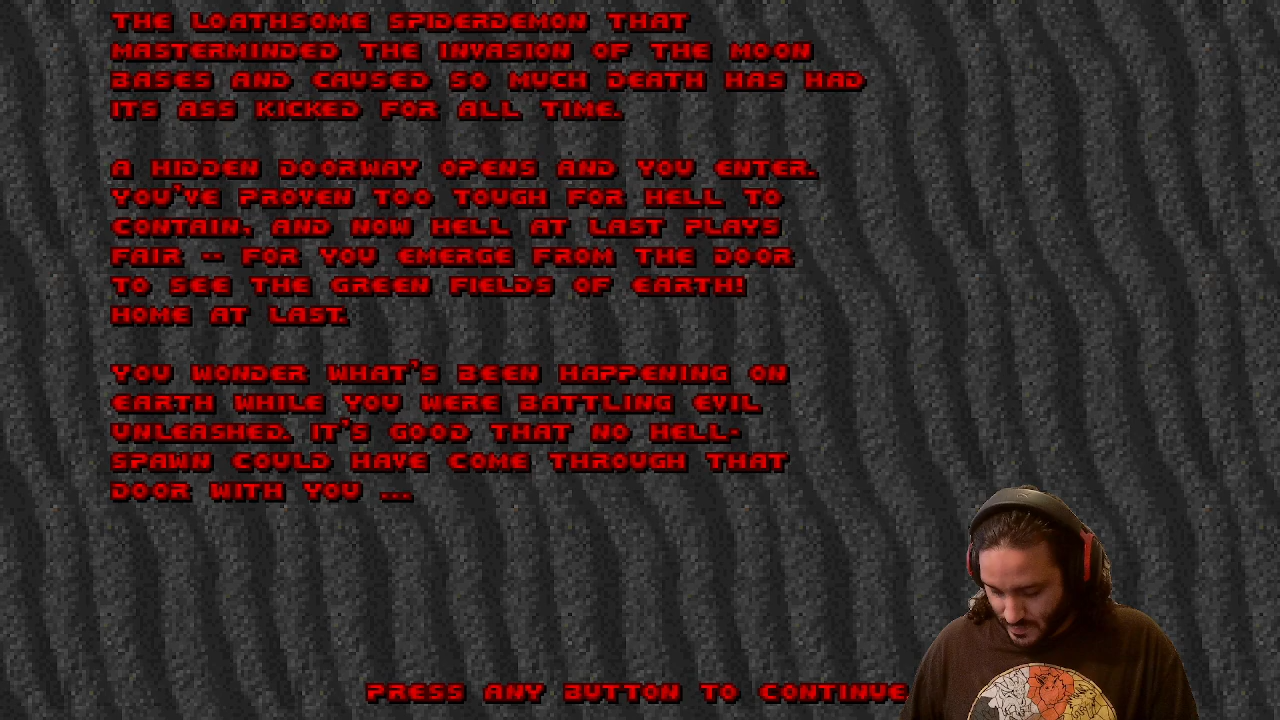 THE LOATHSOME SPIDERDEMON THAT
MASTERMINDED THE INVASION OF THE MOON
BASES AND CAUSED SO MUCH DEATH HAS HAD
ITS ASS KICKED FOR ALL TIME.
A HIDDEN DOORWAY OPENS AND YOU ENTER.
YOU'VE PROVEN TOO TOUGH FOR HELL TO
CONTAIN, AND NOW HELL AT LAST PLAYS
FAIR -- FOR YOU EMERGE FROM THE DOOR
TO SEE THE GREEN FIELDS OF EARTH!
HOME AT LAST.
YOU WONDER WHAT'S BEEN HAPPENING ON
EARTH WHILE YOU WERE BATTLING EVIL
UNLEASHED. IT'S GOOD THAT NO HELL-
SPAWN COULD HAVE COME THROUGH THAT
DOOR WITH YOU ...
PRESS ANY BUTTON TO CONTINUE